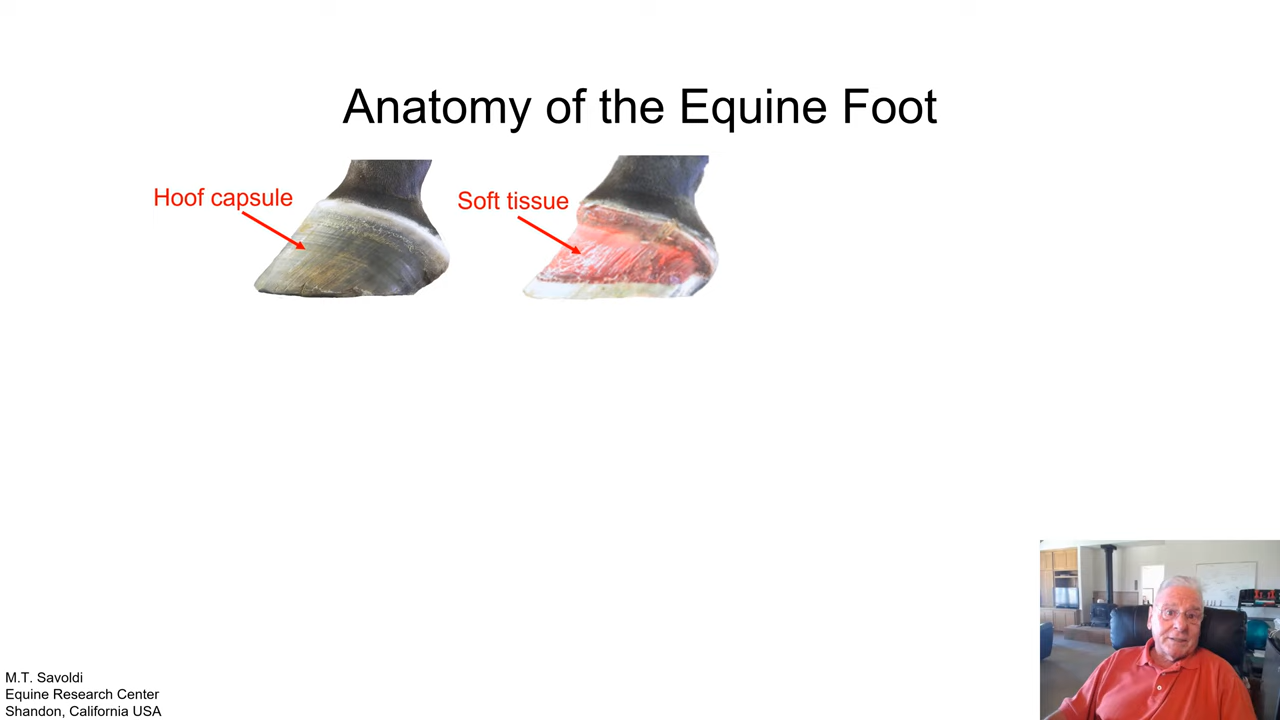 Anatomy of the Equine Foot
Hoof capsule
Soft tissue
M.T. Savoldi
Equine Research Center
Shandon, California USA